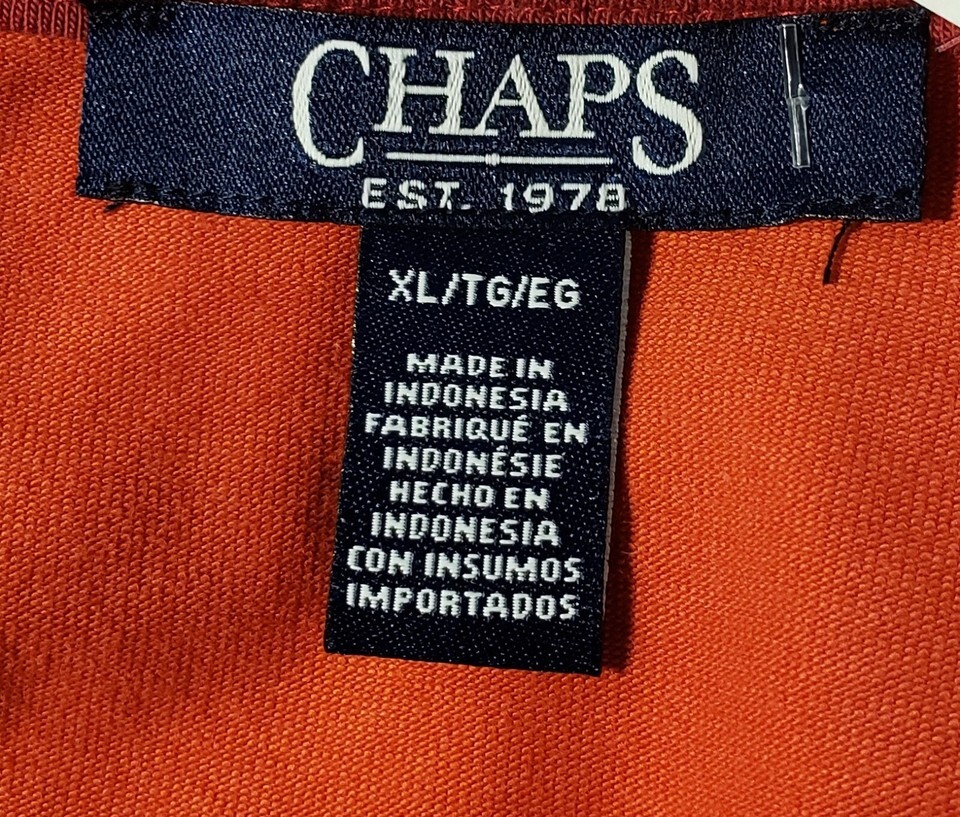 CHAPS
EST. 1978
XL/TG/EG
MADE IN
INDONESIA
FABRIQUÉ EN
INDONÉSIE
HECHO EN
INDONESIA
CON INSUMOS
IMPORTADOS